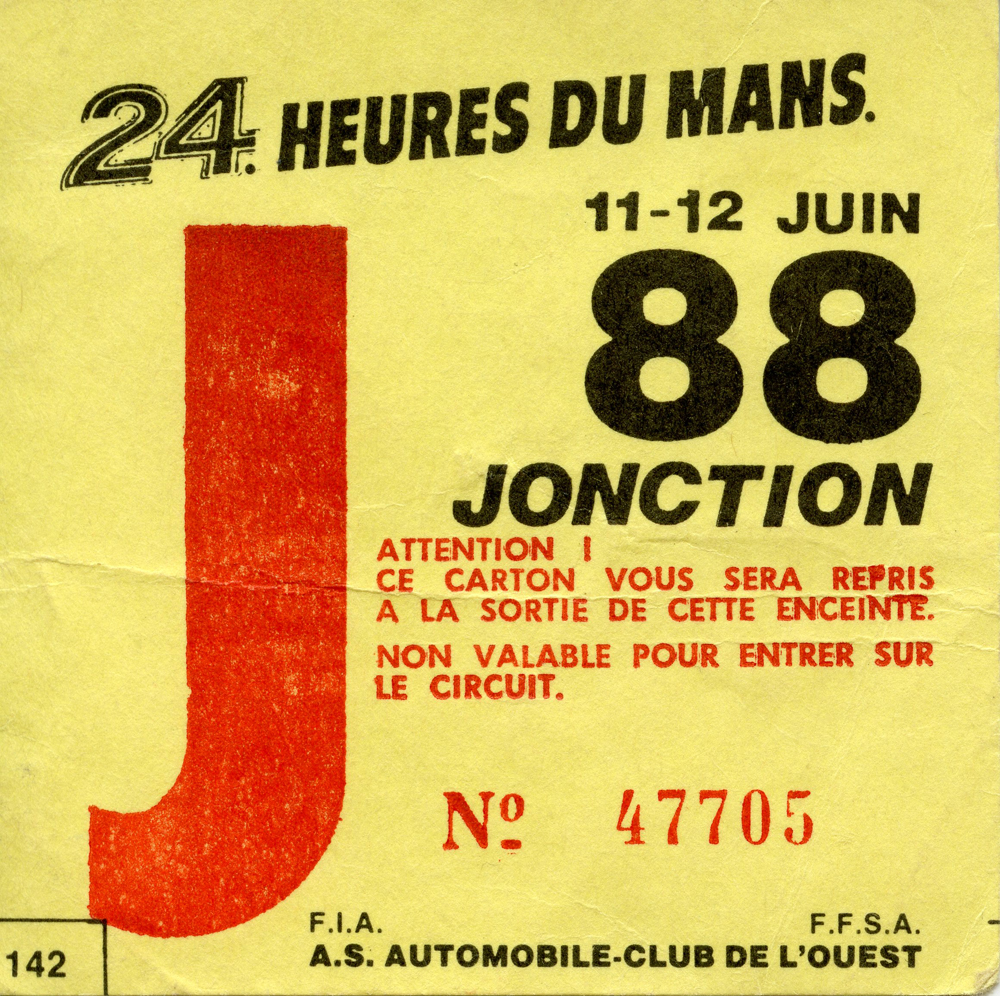 24. HEURES DU MANS.
11-12 JUIN
88
JONCTION
J
ATTENTION !
CE CARTON VOUS SERA REPRIS
A LA SORTIE DE CETTE ENCEINTE.
NON VALABLE POUR ENTRER SUR
LE CIRCUIT.
Nº 47705
F.I.A. F.F.S.A.
A.S. AUTOMOBILE-CLUB DE L'OUEST
142